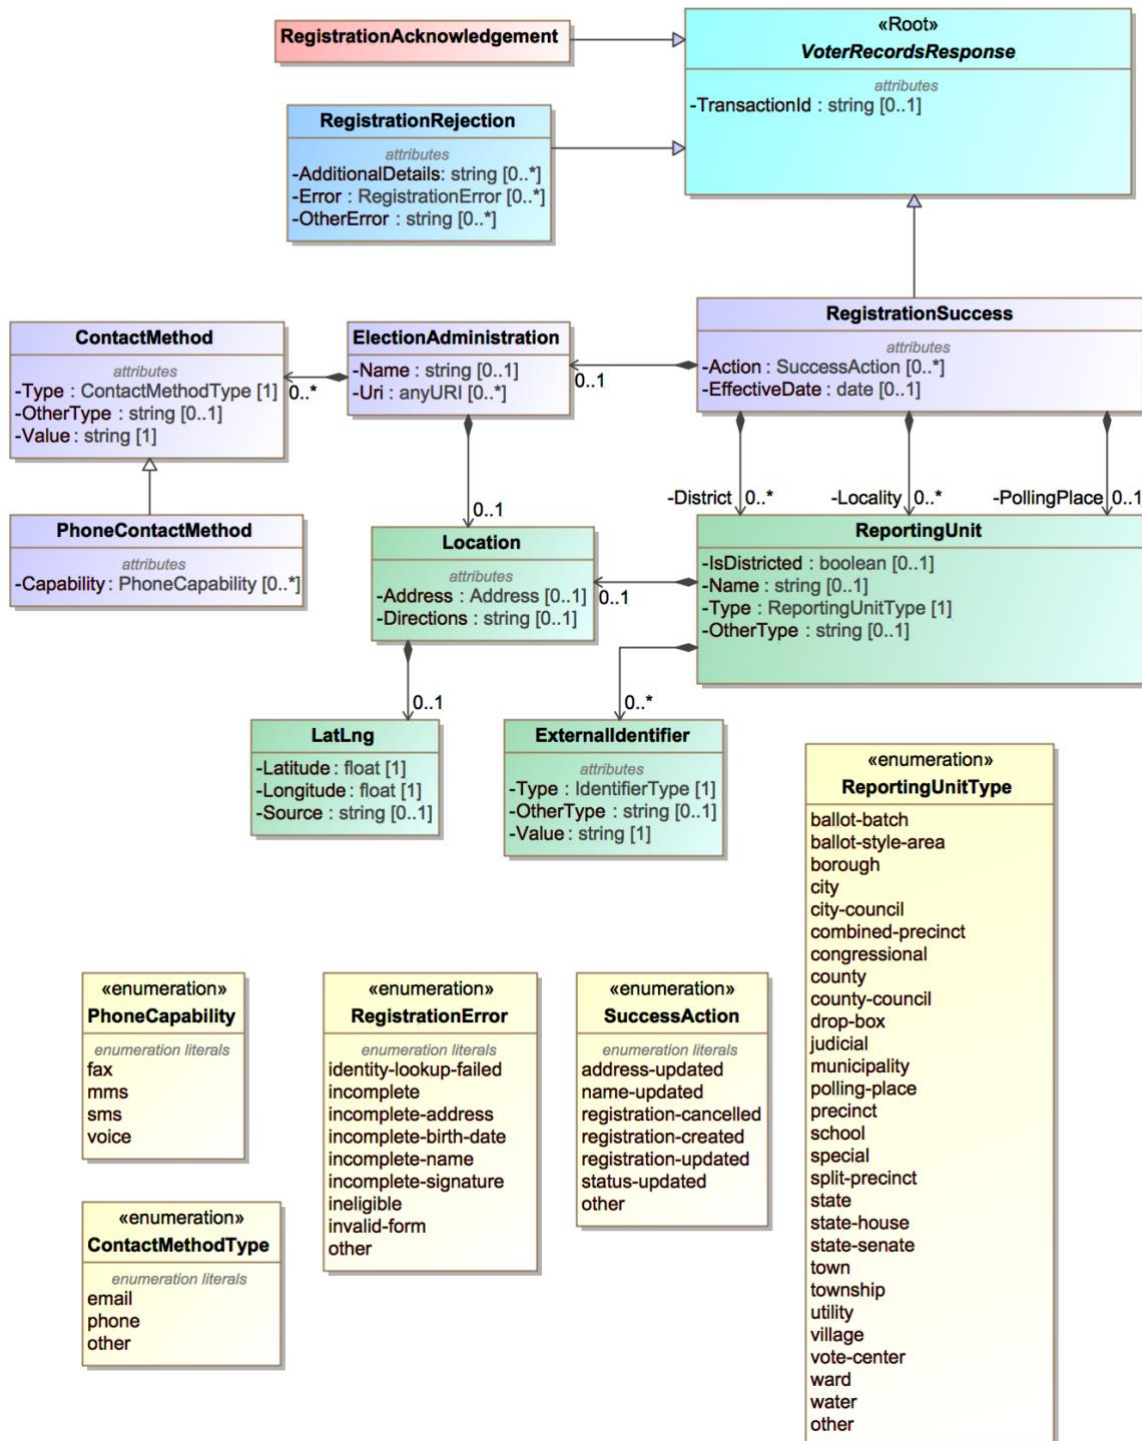 RegistrationAcknowledgement
«Root»
VoterRecordsResponse
attributes
-TransactionId : string [0..1]
RegistrationRejection
attributes
-AdditionalDetails: string [0..*]
-Error : RegistrationError [0..*]
-OtherError : string [0..*]
ContactMethod
attributes
-Type : ContactMethodType [1]
-OtherType : string [0..1]
-Value : string [1]
0..*
ElectionAdministration
-Name : string [0..1]
-Uri : anyURI [0..*]
0..1
RegistrationSuccess
attributes
-Action : SuccessAction [0..*]
-EffectiveDate : date [0..1]
-District 0..*
-Locality 0..*
-PollingPlace 0..1
0..1
PhoneContactMethod
attributes
-Capability : PhoneCapability [0..*]
Location
attributes
-Address : Address [0..1]
-Directions : string [0..1]
0..1
ReportingUnit
-IsDistricted : boolean [0..1]
-Name : string [0..1]
-Type : ReportingUnitType [1]
-OtherType : string [0..1]
0..1
0..*
LatLng
-Latitude : float [1]
-Longitude : float [1]
-Source : string [0..1]
ExternalIdentifier
attributes
-Type : IdentifierType [1]
-OtherType : string [0..1]
-Value : string [1]
«enumeration»
ReportingUnitType
ballot-batch
ballot-style-area
borough
city
city-council
combined-precinct
congressional
county
county-council
drop-box
judicial
municipality
polling-place
precinct
school
special
split-precinct
state
state-house
state-senate
town
township
utility
village
vote-center
ward
water
other
«enumeration»
PhoneCapability
enumeration literals
fax
mms
sms
voice
«enumeration»
RegistrationError
enumeration literals
identity-lookup-failed
incomplete
incomplete-address
incomplete-birth-date
incomplete-name
incomplete-signature
ineligible
invalid-form
other
«enumeration»
SuccessAction
enumeration literals
address-updated
name-updated
registration-cancelled
registration-created
registration-updated
status-updated
other
«enumeration»
ContactMethodType
enumeration literals
email
phone
other